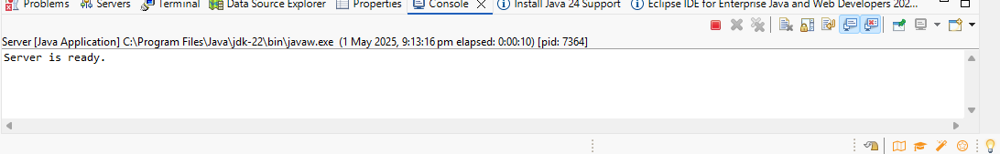 Problems Servers Terminal Data Source Explorer Properties Console Install Java 24 Support Eclipse IDE for Enterprise Java and Web Developers 202...
Server [Java Application] C:\Program Files\Java\jdk-22\bin\javaw.exe (1 May 2025, 9:13:16 pm elapsed: 0:00:10) [pid: 7364]
Server is ready.